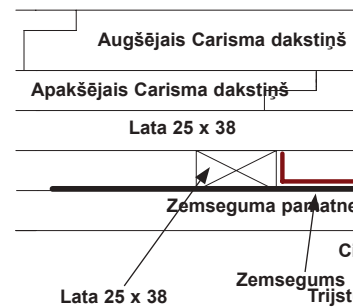 Augšējais Carisma dakstiņš
Apakšējais Carisma dakstiņš
Lata 25 x 38
Zemseguma pamatne
Zemsegums
Lata 25 x 38